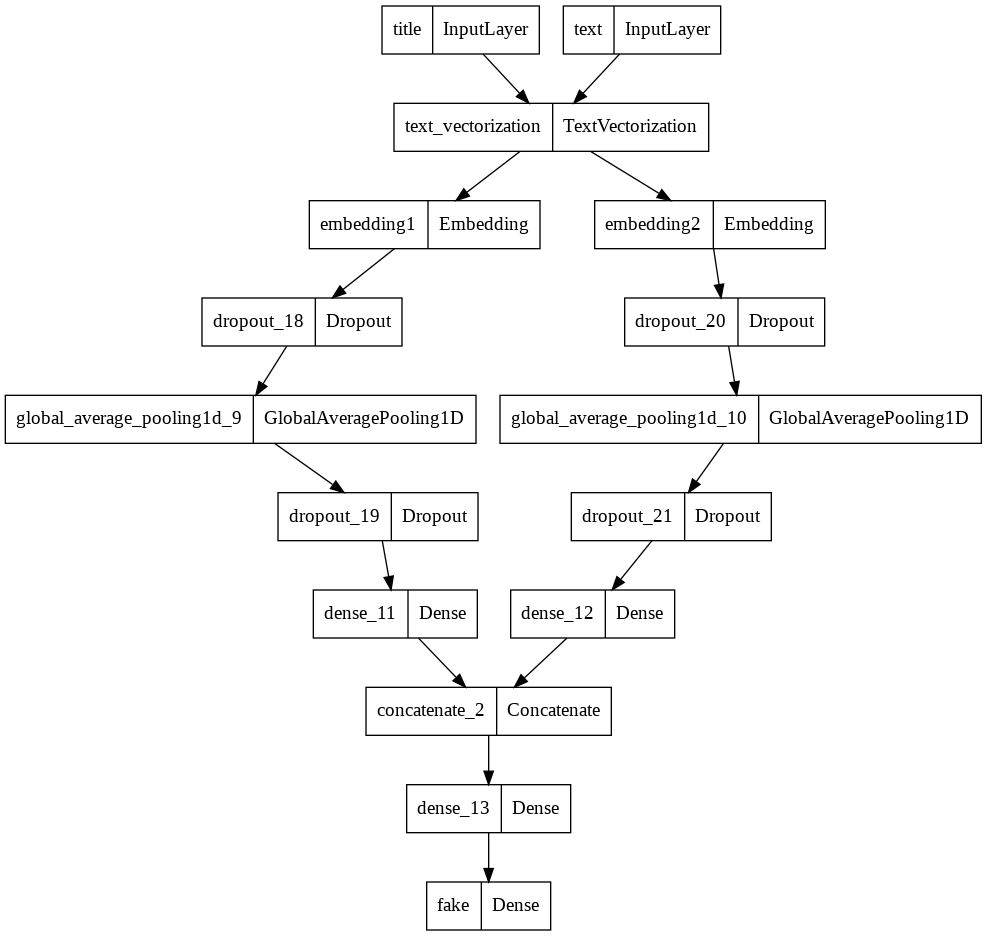 title InputLayer text InputLayer
text_vectorization TextVectorization
embedding1 Embedding embedding2 Embedding
dropout_18 Dropout dropout_20 Dropout
global_average_pooling1d_9 GlobalAveragePooling1D global_average_pooling1d_10 GlobalAveragePooling1D
dropout_19 Dropout dropout_21 Dropout
dense_11 Dense dense_12 Dense
concatenate_2 Concatenate
dense_13 Dense
fake Dense